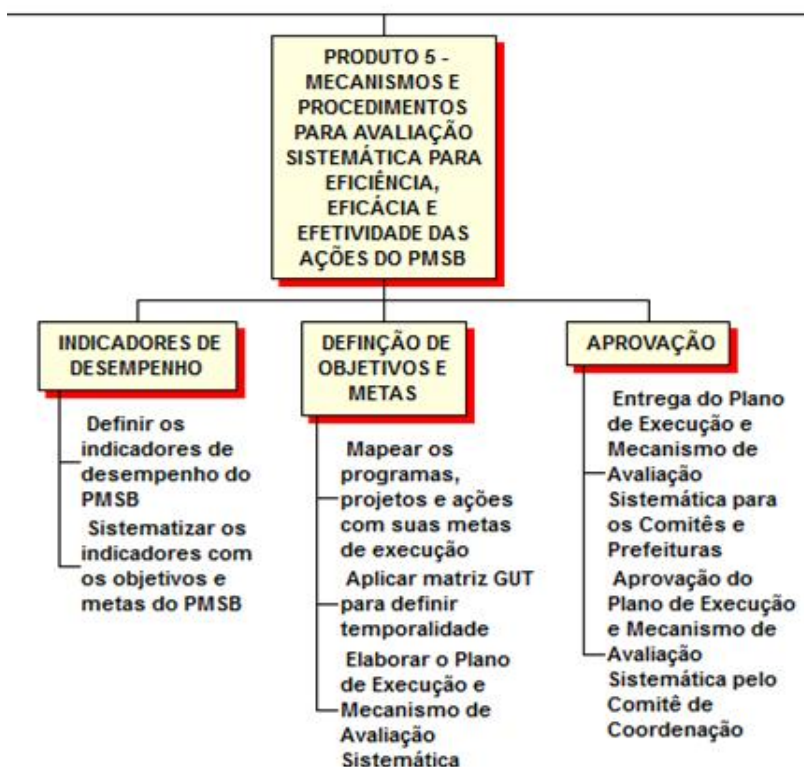 PRODUTO 5 -
MECANISMOS E
PROCEDIMENTOS
PARA AVALIAÇÃO
SISTEMÁTICA PARA
EFICIÊNCIA,
EFICÁCIA E
EFETIVIDADE DAS
AÇÕES DO PMSB
INDICADORES DE
DESEMPENHO
Definir os
indicadores de
desempenho do
PMSB
Sistematizar os
indicadores com
os objetivos e
metas do PMSB
DEFINÇÃO DE
OBJETIVOS E
METAS
Mapear os
programas,
projetos e ações
com suas metas
de execução
Aplicar matriz GUT
para definir
temporalidade
Elaborar o Plano
de Execução e
Mecanismo de
Avaliação
Sistemática
APROVAÇÃO
Entrega do Plano
de Execução e
Mecanismo de
Avaliação
Sistemática para
os Comitês e
Prefeituras
Aprovação do
Plano de Execução
e Mecanismo de
Avaliação
Sistemática pelo
Comitê de
Coordenação